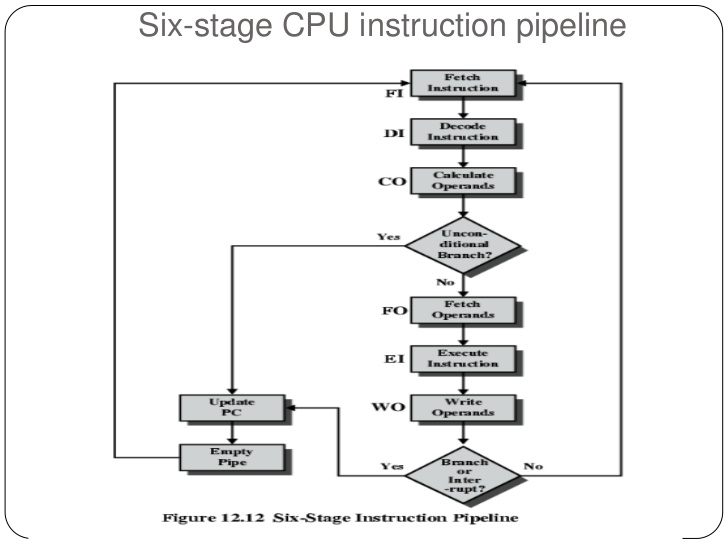 Six-stage CPU instruction pipeline
Fetch
Instruction
FI
Decode
Instruction
DI
Calculate
Operands
CO
Yes
Uncon-
ditional
Branch?
No
Fetch
Operands
FO
Execute
Instruction
EI
Update
PC
WO
Write
Operands
Empty
Pipe
Yes
Branch
or
Inter
-rupt?
No
Figure 12.12 Six-Stage Instruction Pipeline